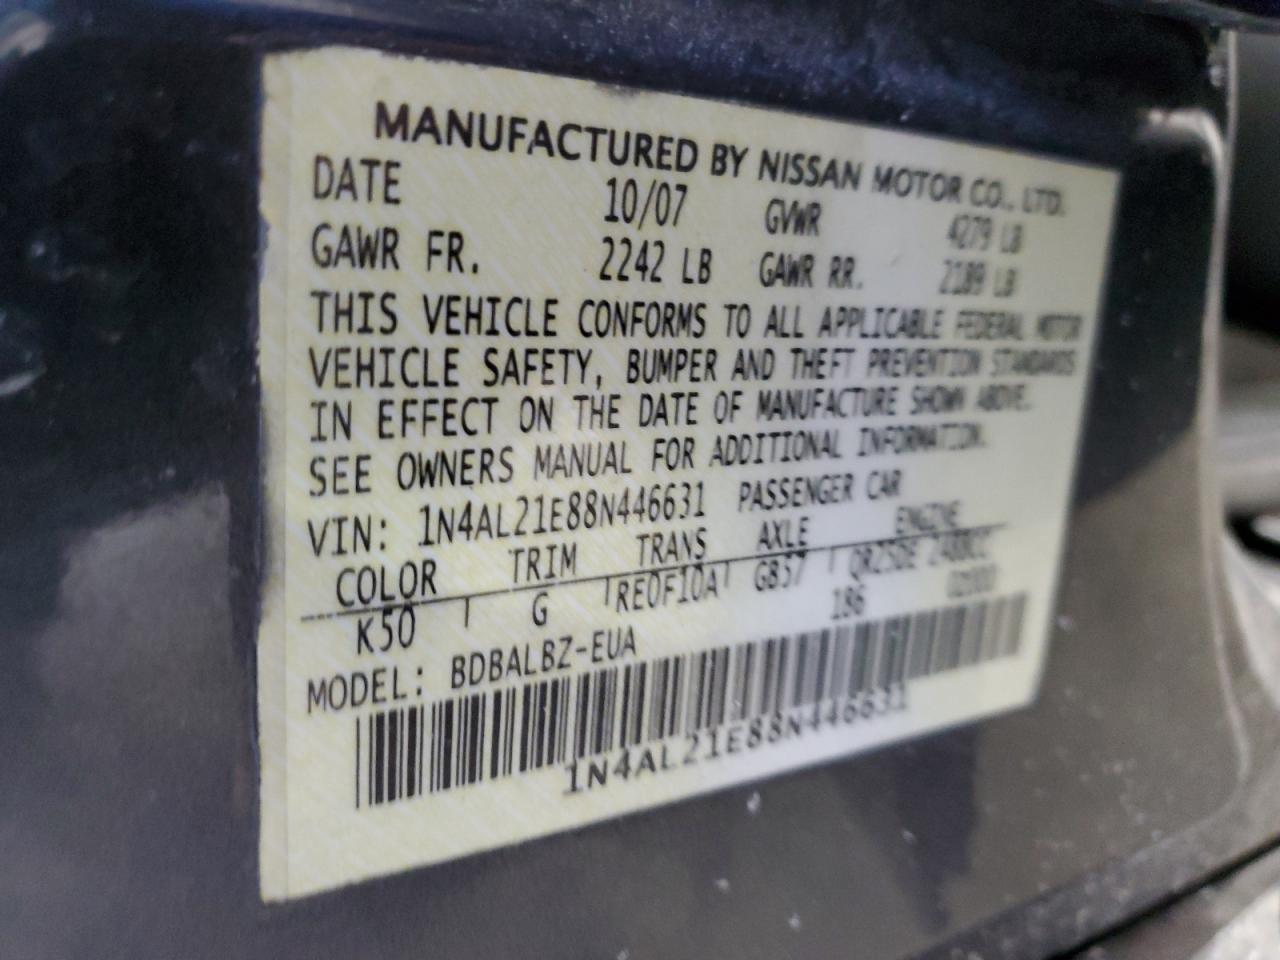 MANUFACTURED BY NISSAN MOTOR CO., LTD.
DATE 10/07 GVWR 4279 LB
GAWR FR. 2242 LB GAWR RR. 2189 LB
THIS VEHICLE CONFORMS TO ALL APPLICABLE FEDERAL MOTOR
VEHICLE SAFETY, BUMPER AND THEFT PREVENTION STANDARDS
IN EFFECT ON THE DATE OF MANUFACTURE SHOWN ABOVE.
SEE OWNERS MANUAL FOR ADDITIONAL INFORMATION.
VIN: 1N4AL21E88N446631 PASSENGER CAR
COLOR TRIM TRANS AXLE ENGINE
K50 G RE0F10A GB57 QR25DE 2488CC
MODEL: BDBALBZ-EUA 186
1N4AL21E88N446631